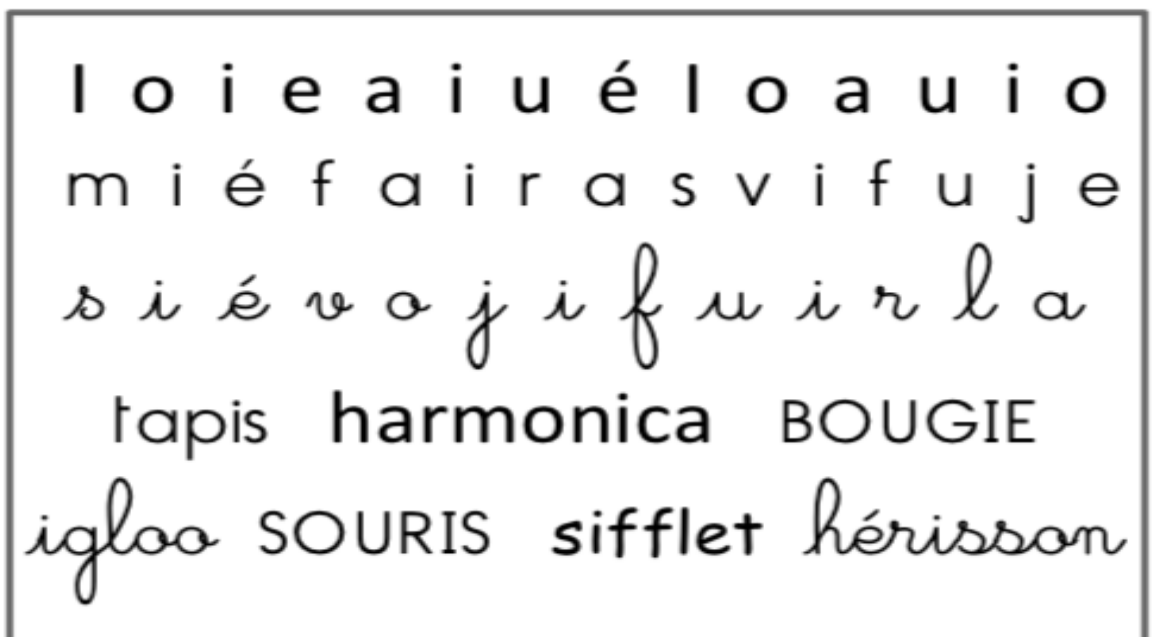 l o i e a i u é l o a u i o
m i é f a i r a s v i f u j e
s i é v o j i f u i r l a
tapis harmonica BOUGIE
igloo SOURIS sifflet hérisson